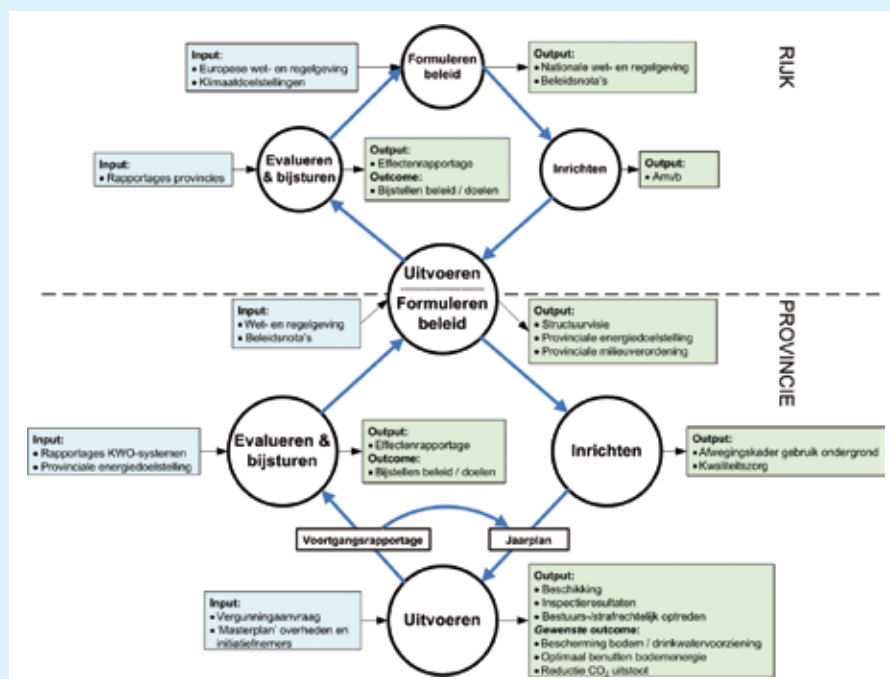 RIJK
Input:
• Europese wet- en regelgeving
• Klimaatdoelstellingen
Formuleren
beleid
Output:
• Nationale wet- en regelgeving
• Beleidsnota's
Input:
• Rapportages provincies
Evalueren
& bijsturen
Output:
• Effectenrapportage
Outcome:
• Bijstellen beleid / doelen
Inrichten
Output:
• Amvb
Uitvoeren
Formuleren
beleid
PROVINCIE
Input:
• Wet- en regelgeving
• Beleidsnota's
Output:
• Structuurvisie
• Provinciale energiedoelstelling
• Provinciale milieuverordening
Input:
• Rapportages KWO-systemen
• Provinciale energiedoelstelling
Evalueren &
bijsturen
Output:
• Effectenrapportage
Outcome:
• Bijstellen beleid / doelen
Inrichten
Output:
• Afwegingskader gebruik ondergrond
• Kwaliteitszorg
Voortgangsrapportage
Jaarplan
Input:
• Vergunningaanvraag
• 'Masterplan' overheden en
initiatiefnemers
Uitvoeren
Output:
• Beschikking
• Inspectieresultaten
• Bestuurs-/strafrechtelijk optreden
Gewenste outcome:
• Bescherming bodem / drinkwatervoorziening
• Optimaal benutten bodemenergie
• Reductie CO₂ uitstoot